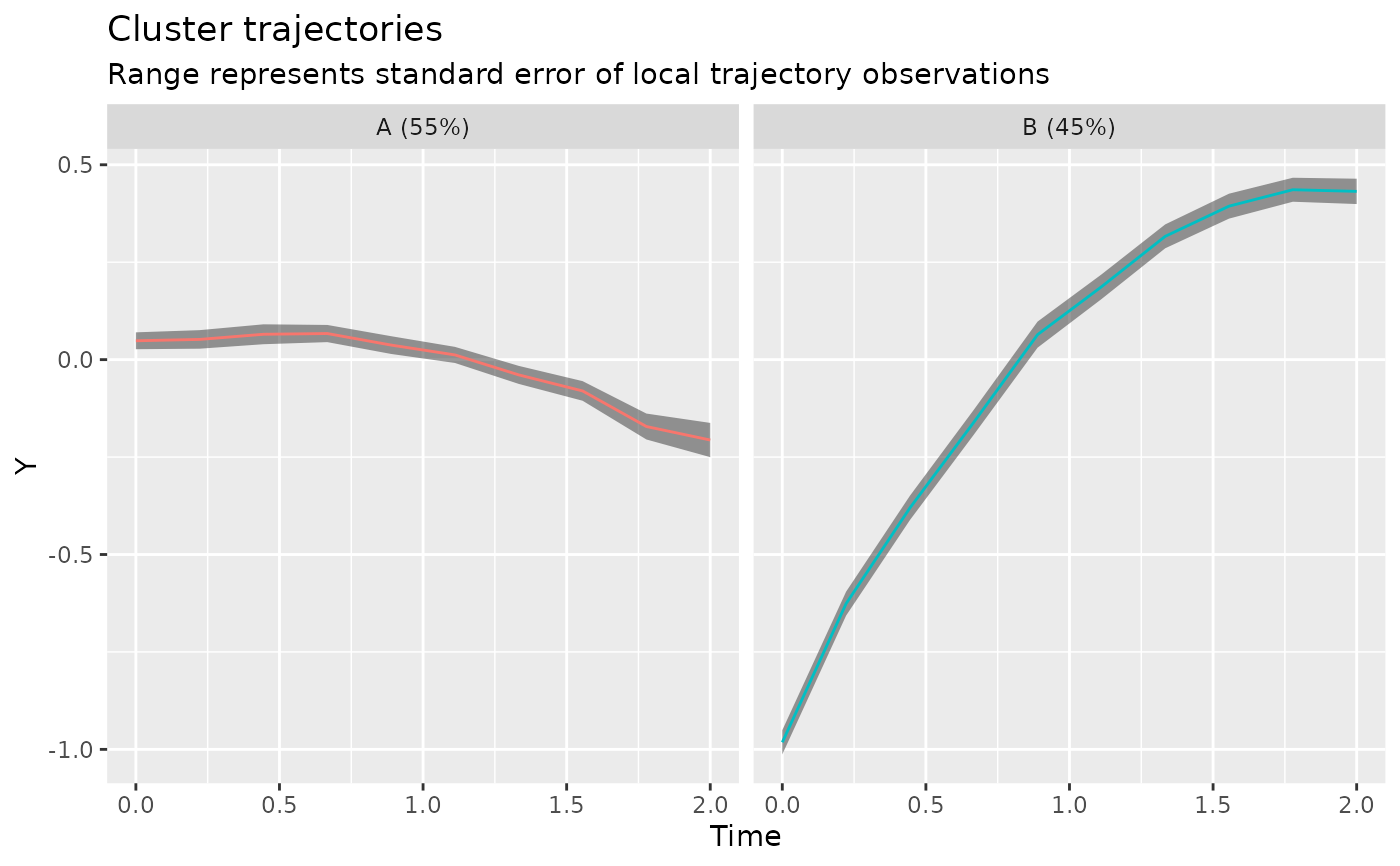 Cluster trajectories
Range represents standard error of local trajectory observations
A (55%)
B (45%)
0.5
0.0
-0.5
-1.0
Y
0.0 0.5 1.0 1.5 2.0
0.0 0.5 1.0 1.5 2.0
Time